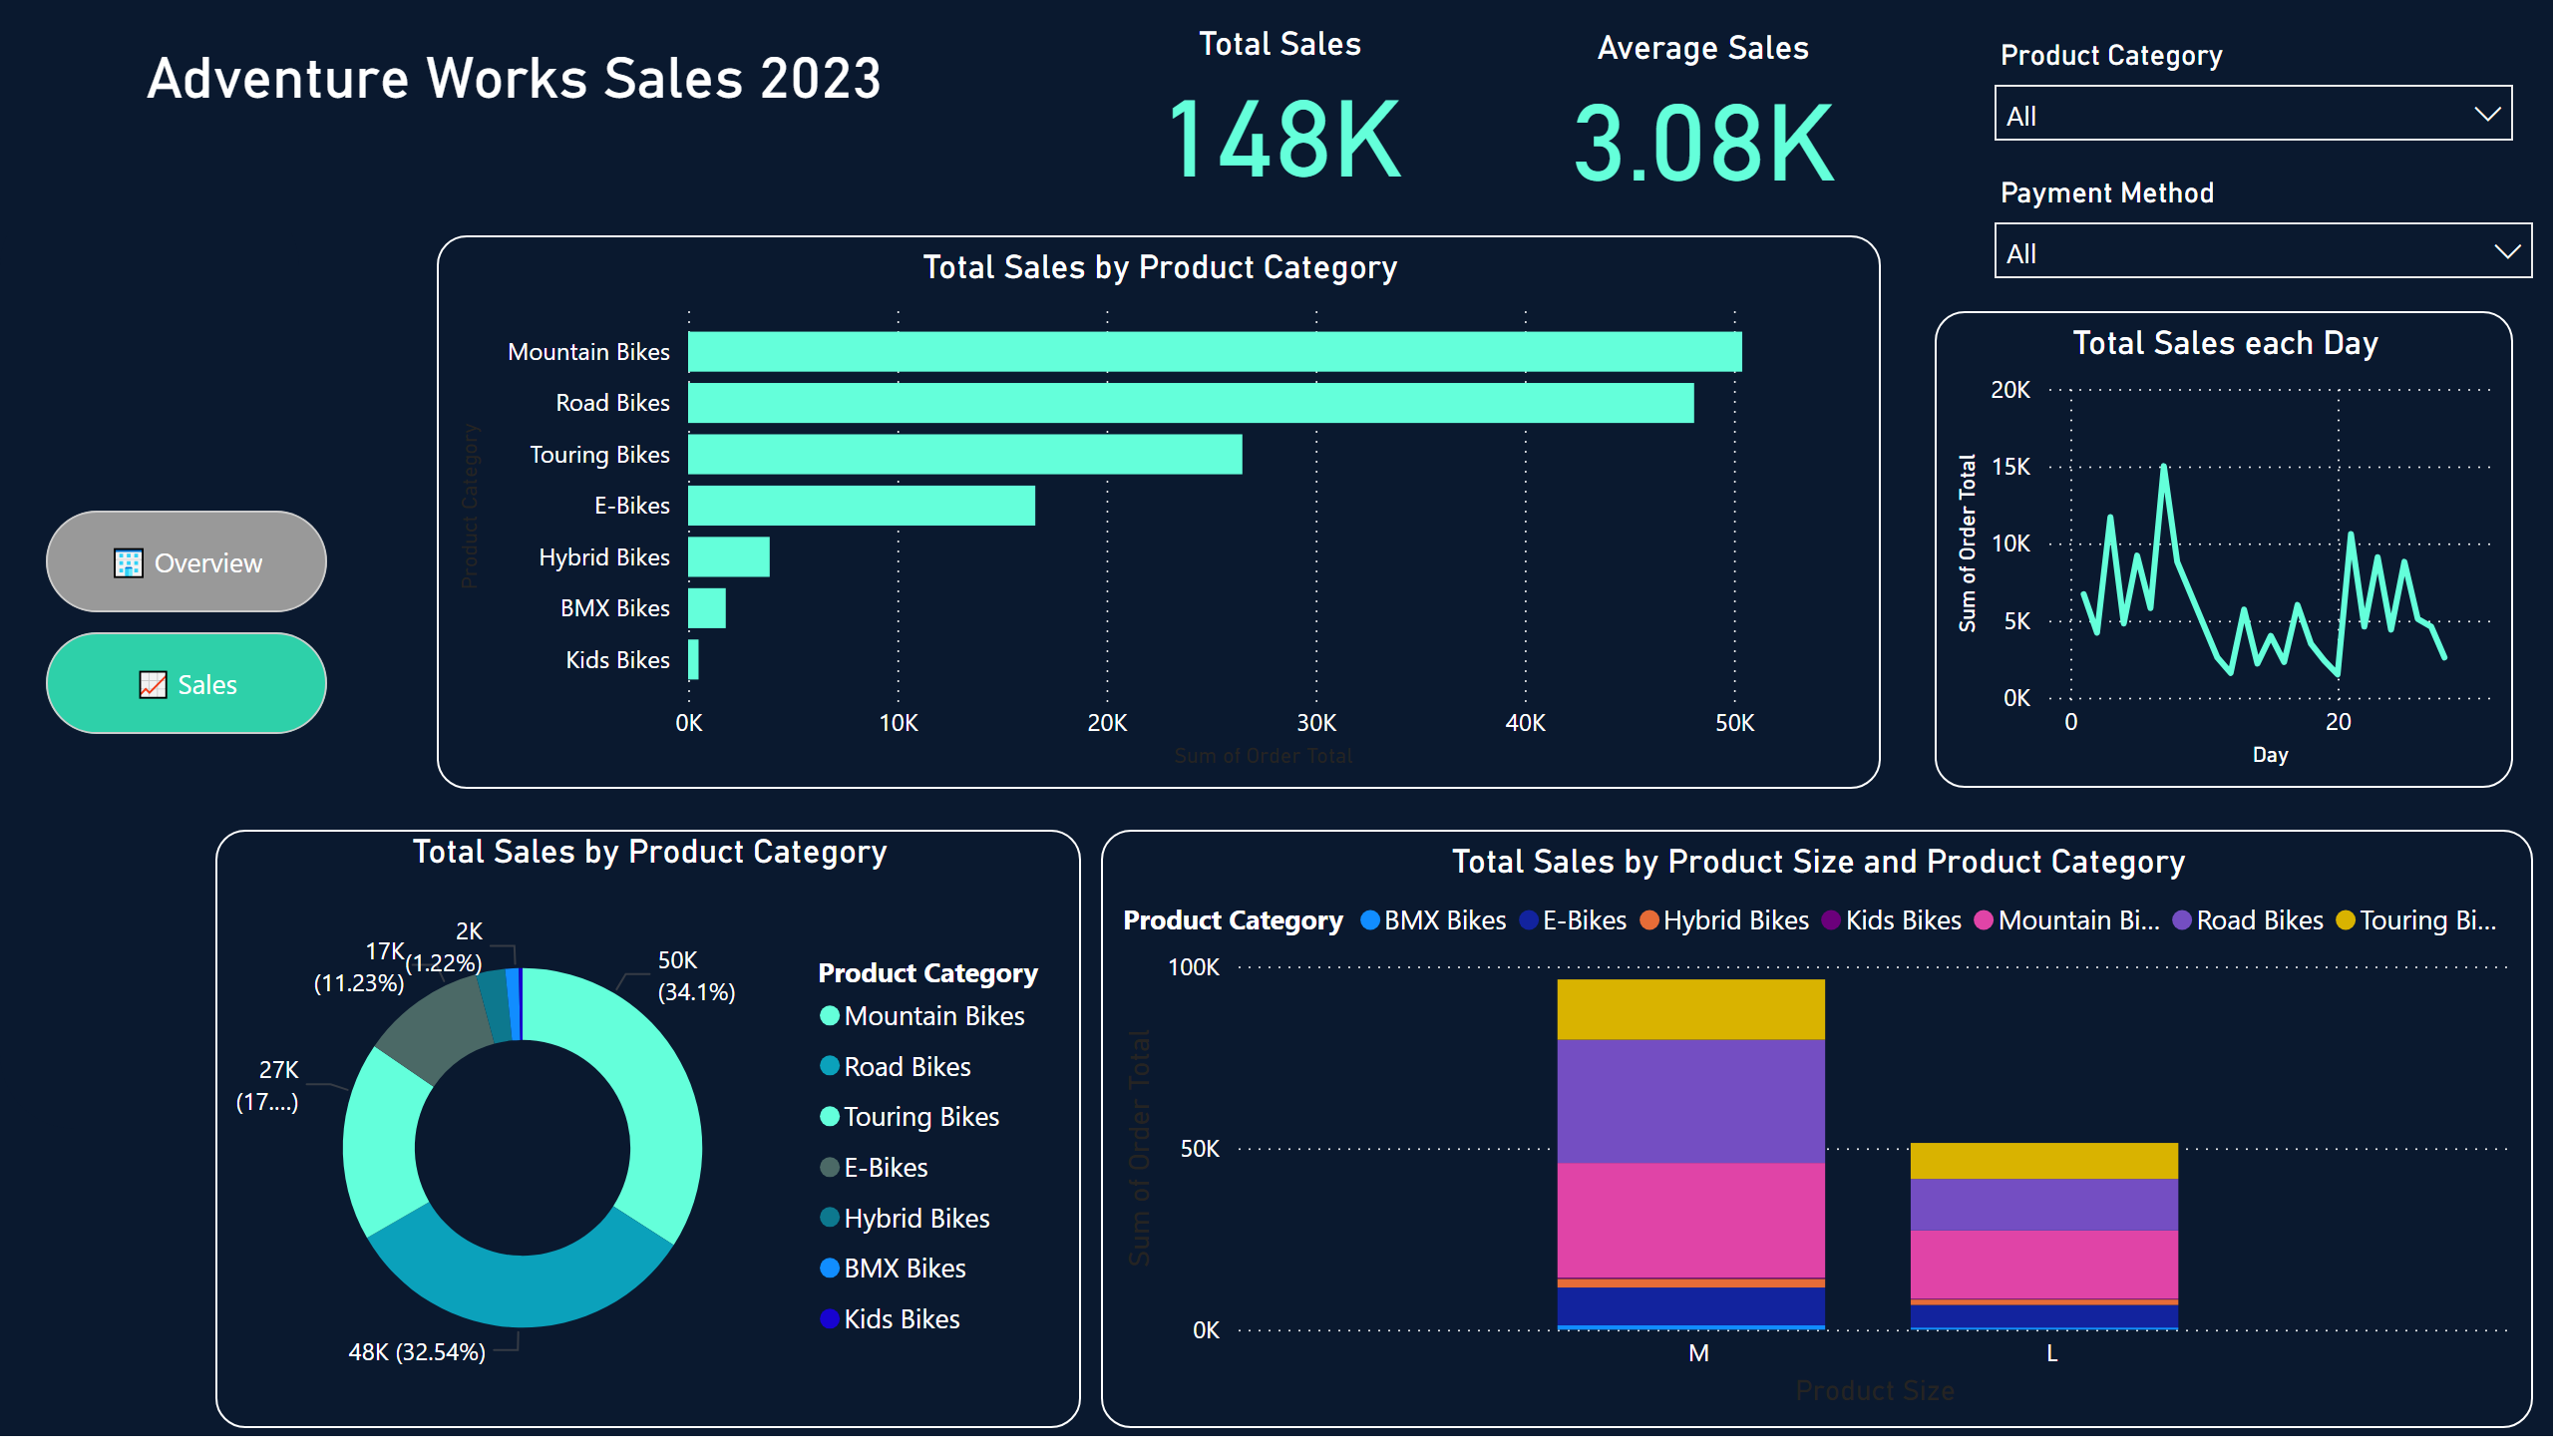 Adventure Works Sales 2023
Total Sales
148K
Average Sales
3.08K
Product Category
All
Payment Method
All
Overview
Sales
Total Sales by Product Category
Product Category
Mountain Bikes
Road Bikes
Touring Bikes
E-Bikes
Hybrid Bikes
BMX Bikes
Kids Bikes
0K 10K 20K 30K 40K 50K
Sum of Order Total
Total Sales each Day
Sum of Order Total
20K
15K
10K
5K
0K
0 20
Day
Total Sales by Product Category
2K
(1.22%)
17K
(11.23%)
50K
(34.1%)
27K
(17....)
48K (32.54%)
Product Category
Mountain Bikes
Road Bikes
Touring Bikes
E-Bikes
Hybrid Bikes
BMX Bikes
Kids Bikes
Total Sales by Product Size and Product Category
Product Category BMX Bikes E-Bikes Hybrid Bikes Kids Bikes Mountain Bi... Road Bikes Touring Bi...
Sum of Order Total
100K
50K
0K
M L
Product Size